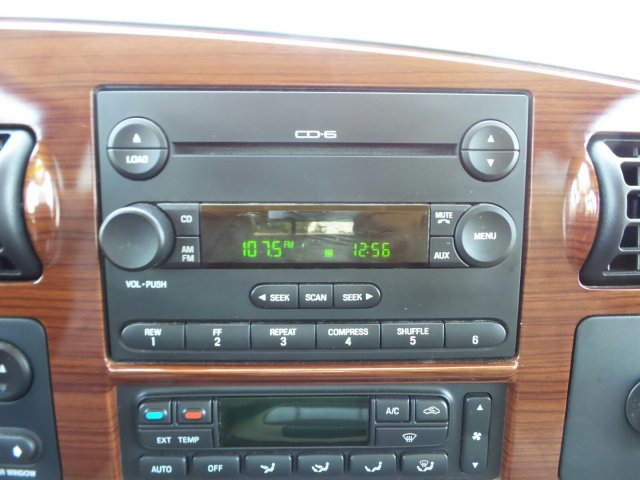 CD-6
LOAD
CD
MUTE
AM
FM
107.5 FM 12:56
AUX
MENU
VOL•PUSH
SEEK SCAN SEEK
REW FF REPEAT COMPRESS SHUFFLE
1 2 3 4 5 6
A/C
EXT TEMP
AUTO OFF
WINDOW